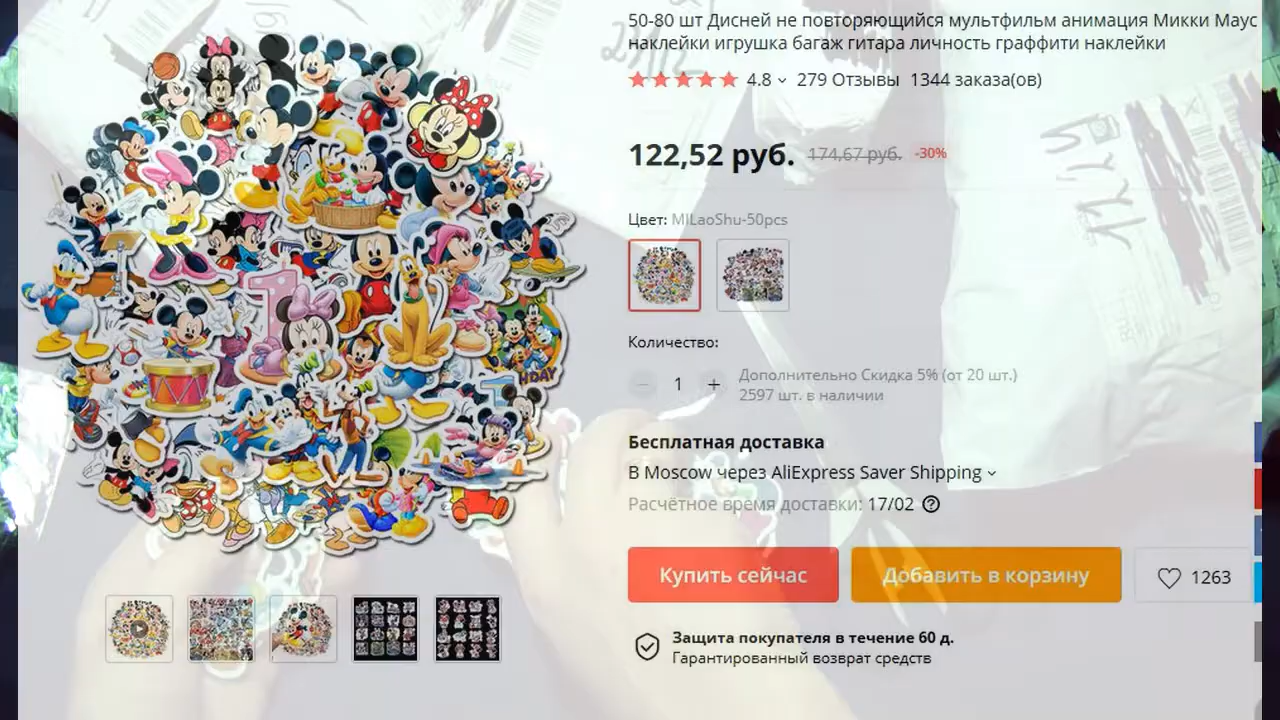 50-80 шт Дисней не повторяющийся мультфильм анимация Микки Маус
наклейки игрушка багаж гитара личность граффити наклейки
4.8 279 Отзывы 1344 заказа(ов)
122,52 руб. 174,67 руб. -30%
Цвет: MiLaoShu-50pcs
Количество:
1
Дополнительно Скидка 5% (от 20 шт.)
2597 шт. в наличии
Бесплатная доставка
В Moscow через AliExpress Saver Shipping
Расчётное время доставки: 17/02
Купить сейчас
Добавить в корзину
1263
Защита покупателя в течение 60 д.
Гарантированный возврат средств